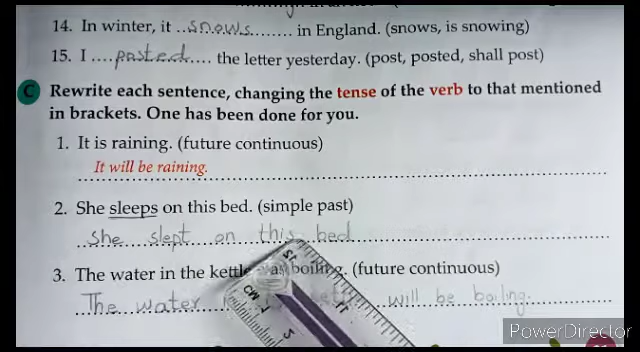 14. In winter, it ..snows........ in England. (snows, is snowing)
15. I ....posted.... the letter yesterday. (post, posted, shall post)
C Rewrite each sentence, changing the tense of the verb to that mentioned
in brackets. One has been done for you.
1. It is raining. (future continuous)
It will be raining.
2. She sleeps on this bed. (simple past)
She slept on this bed
3. The water in the kettle was boiling. (future continuous)
The water will be boiling.
CM
PowerDirector